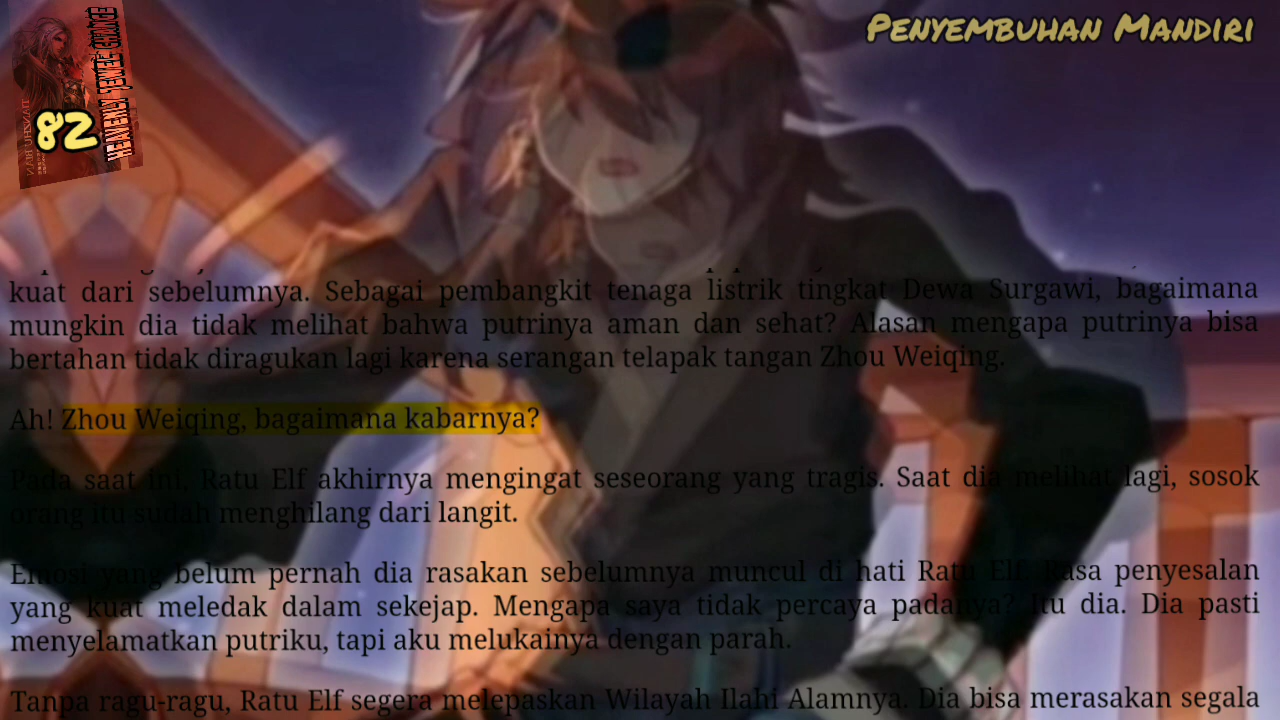 Penyembuhan Mandiri
HEAVENLY JEWEL CHANGE
82
kuat dari sebelumnya. Sebagai pembangkit tenaga listrik tingkat Dewa Surgawi, bagaimana
mungkin dia tidak melihat bahwa putrinya aman dan sehat? Alasan mengapa putrinya bisa
bertahan tidak diragukan lagi karena serangan telapak tangan Zhou Weiqing.
Ah! Zhou Weiqing, bagaimana kabarnya?
Pada saat ini, Ratu Elf akhirnya mengingat seseorang yang tragis. Saat dia melihat lagi, sosok
orang itu sudah menghilang dari langit.
Emosi yang belum pernah dia rasakan sebelumnya muncul di hati Ratu Elf. Rasa penyesalan
yang kuat meledak dalam sekejap. Mengapa saya tidak percaya padanya? Itu dia. Dia pasti
menyelamatkan putriku, tapi aku melukainya dengan parah.
Tanpa ragu-ragu, Ratu Elf segera melepaskan Wilayah Ilahi Alamnya. Dia bisa merasakan segala